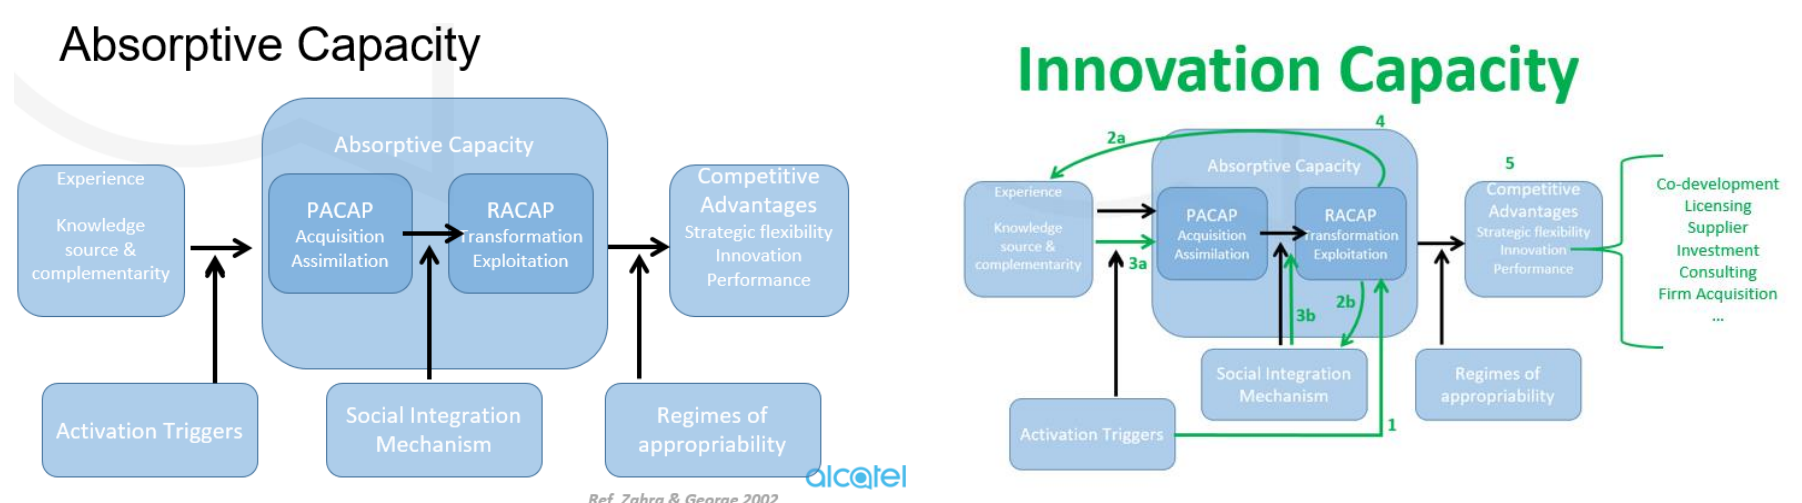 Absorptive Capacity
Absorptive Capacity
Experience
Knowledge
source &
complementarity
PACAP
Acquisition
Assimilation
RACAP
Transformation
Exploitation
Competitive
Advantages
Strategic flexibility
Innovation
Performance
Activation Triggers
Social Integration
Mechanism
Regimes of
appropriability
alcatel
Ref. Zahra & George 2002
Innovation Capacity
4
2a
Absorptive Capacity
Experience
Knowledge
source &
complementarity
3a
PACAP
Acquisition
Assimilation
RACAP
Transformation
Exploitation
2b
3b
5
Competitive
Advantages
Strategic flexibility
Innovation
Performance
Co-development
Licensing
Supplier
Investment
Consulting
Firm Acquisition
...
Social Integration
Mechanism
Regimes of
appropriability
Activation Triggers
1